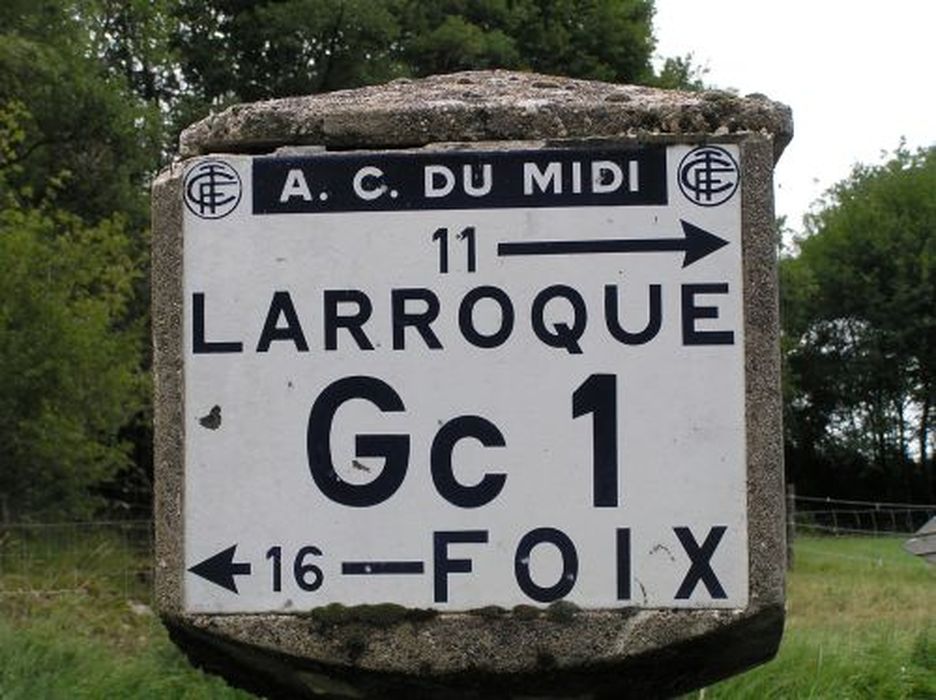 A. C. DU MIDI
11
LARROQUE
Gc 1
16 FOIX